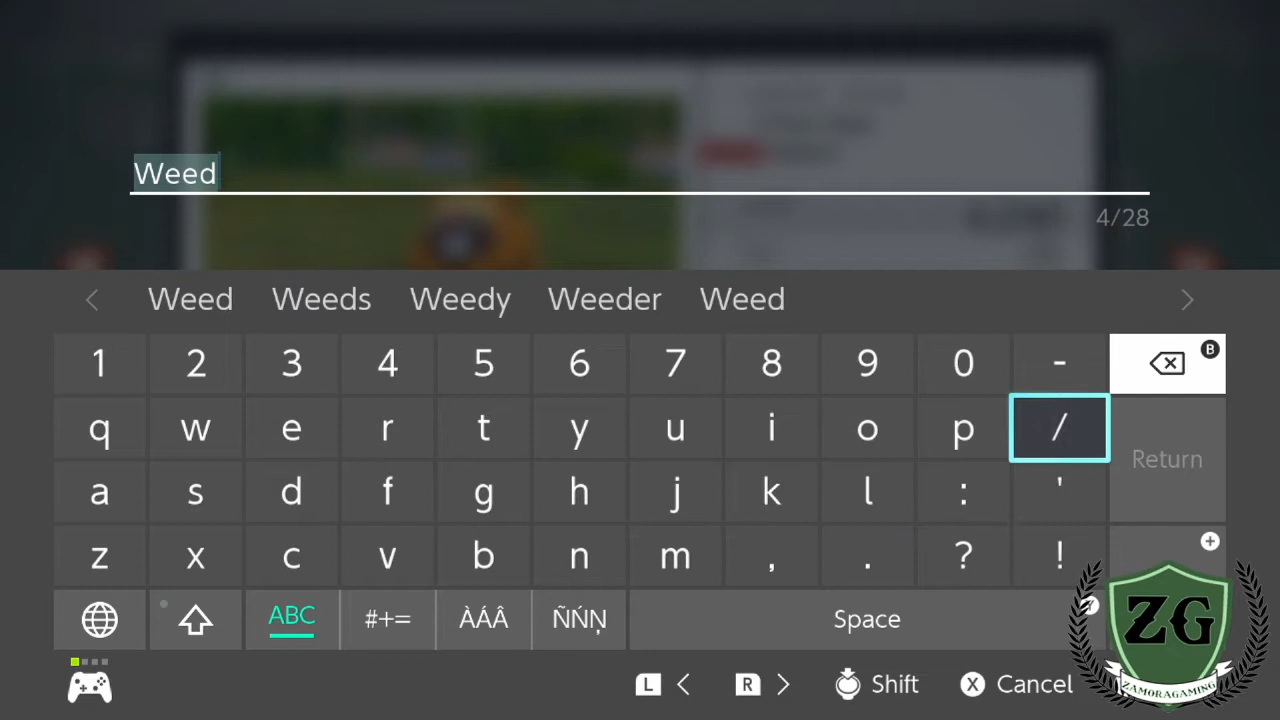 Weed
4/28
Weed Weeds Weedy Weeder Weed
1 2 3 4 5 6 7 8 9 0 - B
q w e r t y u i o p / Return
a s d f g h j k l : '
z x c v b n m , . ? ! +
ABC #+= ÀÁÂ ÑŃŅ Space
L R Shift X Cancel
ZG
ZAMORAGAMING